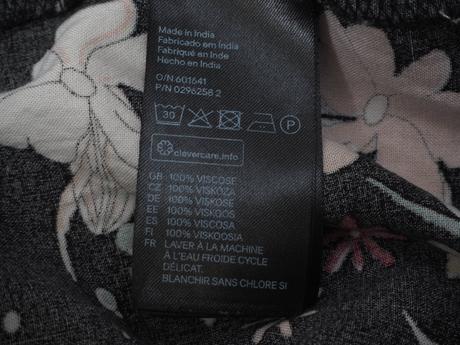 Made in India
Fabricado em Índia
Fabriqué en Inde
Hecho en India
O/N 601641
P/N 0296258 2
30 P
clevercare.info
GB 100% VISCOSE
CZ 100% VISKÓZA
DE 100% VISKOSE
EE 100% VISKOOS
ES 100% VISCOSA
FI 100% VISKOOSIA
FR LAVER À LA MACHINE
À L'EAU FROIDE CYCLE
DÉLICAT.
BLANCHIR SANS CHLORE SI